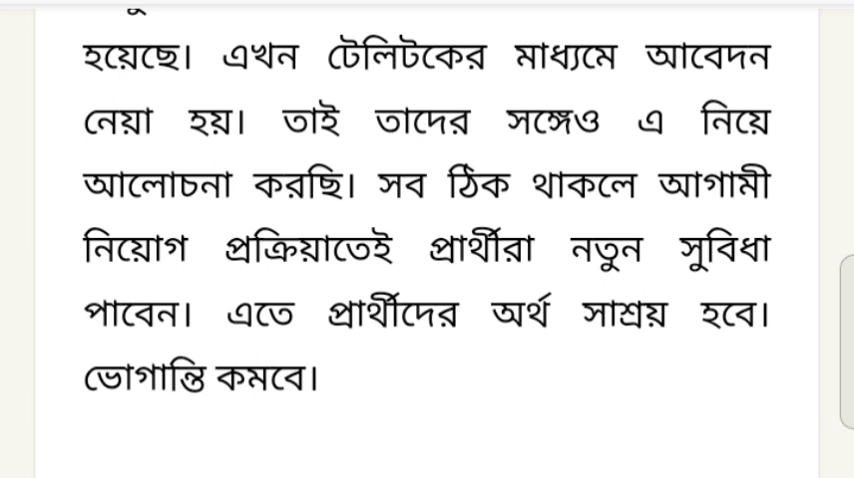 হয়েছে। এখন টেলিটকের মাধ্যমে আবেদন
নেয়া হয়। তাই তাদের সঙ্গেও এ নিয়ে
আলোচনা করছি। সব ঠিক থাকলে আগামী
নিয়োগ প্রক্রিয়াতেই প্রার্থীরা নতুন সুবিধা
পাবেন। এতে প্রার্থীদের অর্থ সাশ্রয় হবে।
ভোগান্তি কমবে।